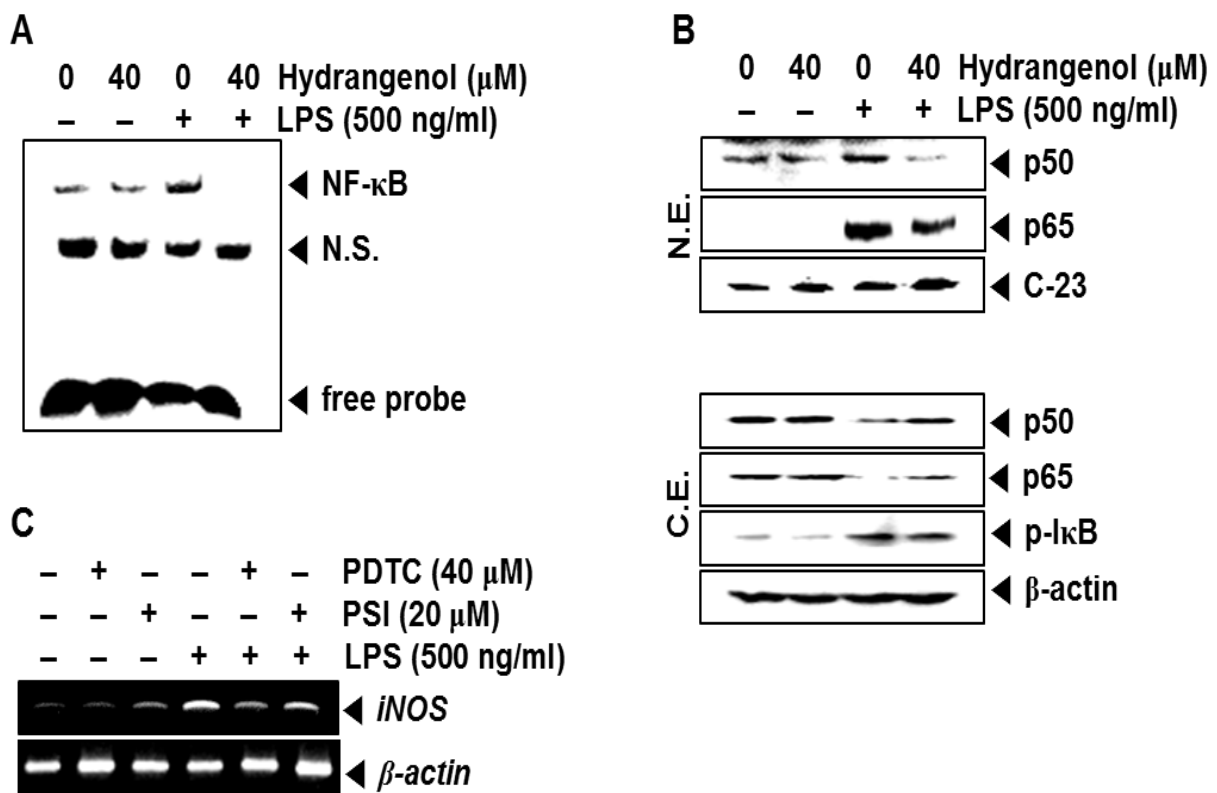 A
0 40 0 40 Hydrangenol (μM)
– – + + LPS (500 ng/ml)
NF-κB
N.S.
free probe
B
0 40 0 40 Hydrangenol (μM)
– – + + LPS (500 ng/ml)
N.E.
p50
p65
C-23
C.E.
p50
p65
p-IκB
β-actin
C
– + – – + – PDTC (40 μM)
– – + – – + PSI (20 μM)
– – – + + + LPS (500 ng/ml)
iNOS
β-actin